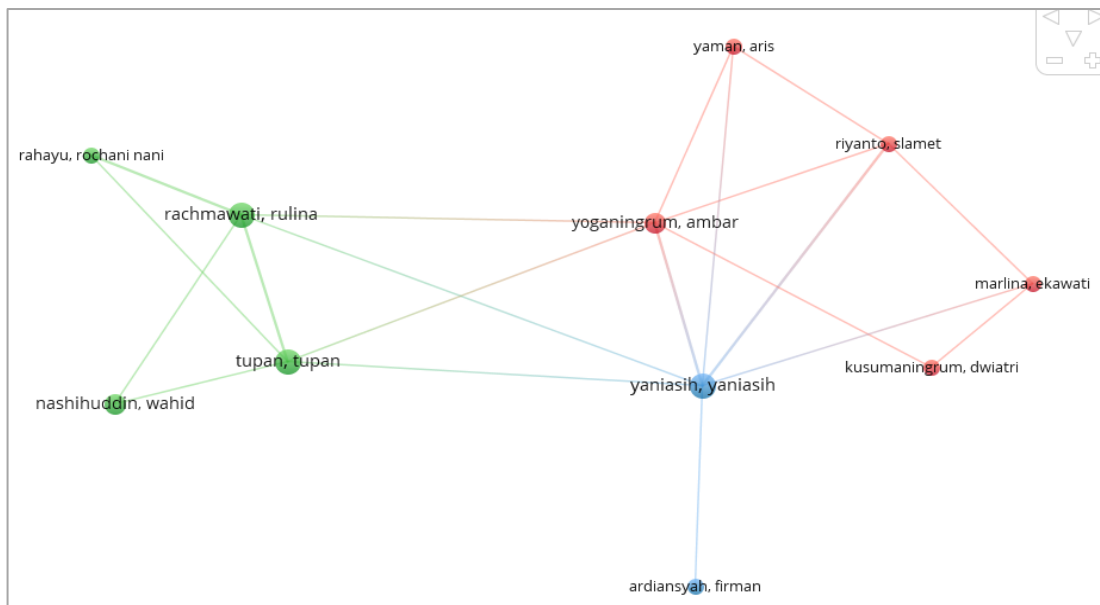 yaman, aris
riyanto, slamet
rahayu, rochani nani
rachmawati, rulina
yoganingrum, ambar
marlina, ekawati
tupan, tupan
kusumaningrum, dwiatri
yaniasih, yaniasih
nashihuddin, wahid
ardiansyah, firman